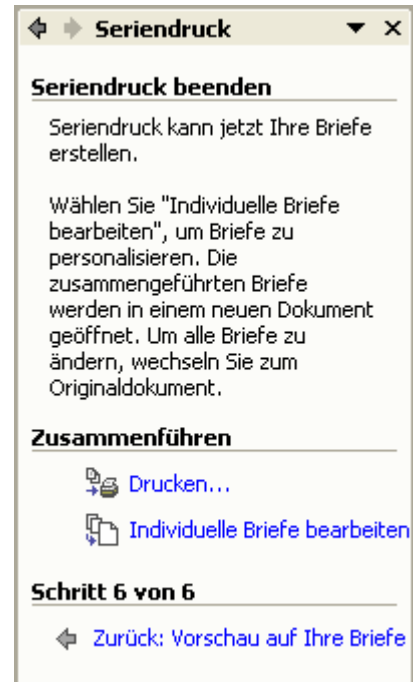 Seriendruck
Seriendruck beenden
Seriendruck kann jetzt Ihre Briefe
erstellen.
Wählen Sie "Individuelle Briefe
bearbeiten", um Briefe zu
personalisieren. Die
zusammengeführten Briefe
werden in einem neuen Dokument
geöffnet. Um alle Briefe zu
ändern, wechseln Sie zum
Originaldokument.
Zusammenführen
Drucken...
Individuelle Briefe bearbeiten
Schritt 6 von 6
Zurück: Vorschau auf Ihre Briefe